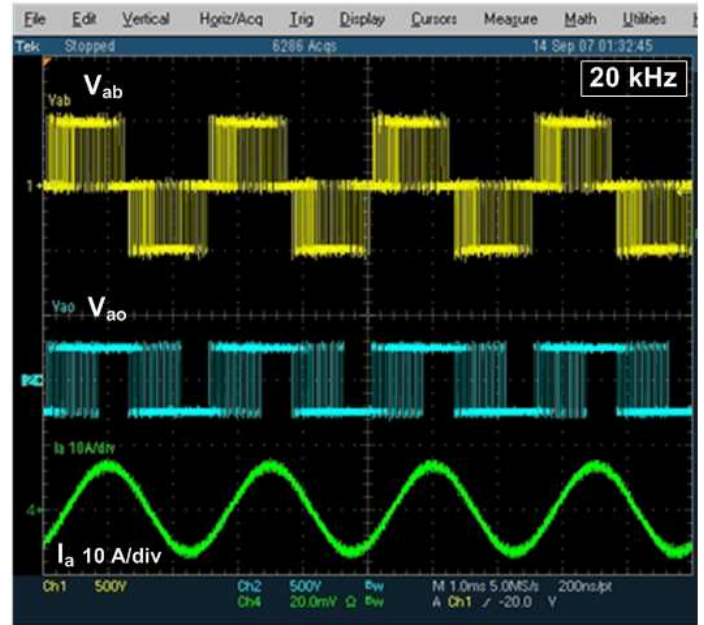 File Edit Vertical Horiz/Acq Trig Display Cursors Measure Math Utilities
Tek Stopped 6286 Acqs 14 Sep 07 01:32:45
Vab
20 kHz
Vab
1
Vao
Vao
Ia 10A/div
4
Ia 10 A/div
Ch1 500V Ch2 500V Bw M 1.0ms 5.0MS/s 200ns/pt
Ch4 20.0mV Ω Bw A Ch1 -20.0 V